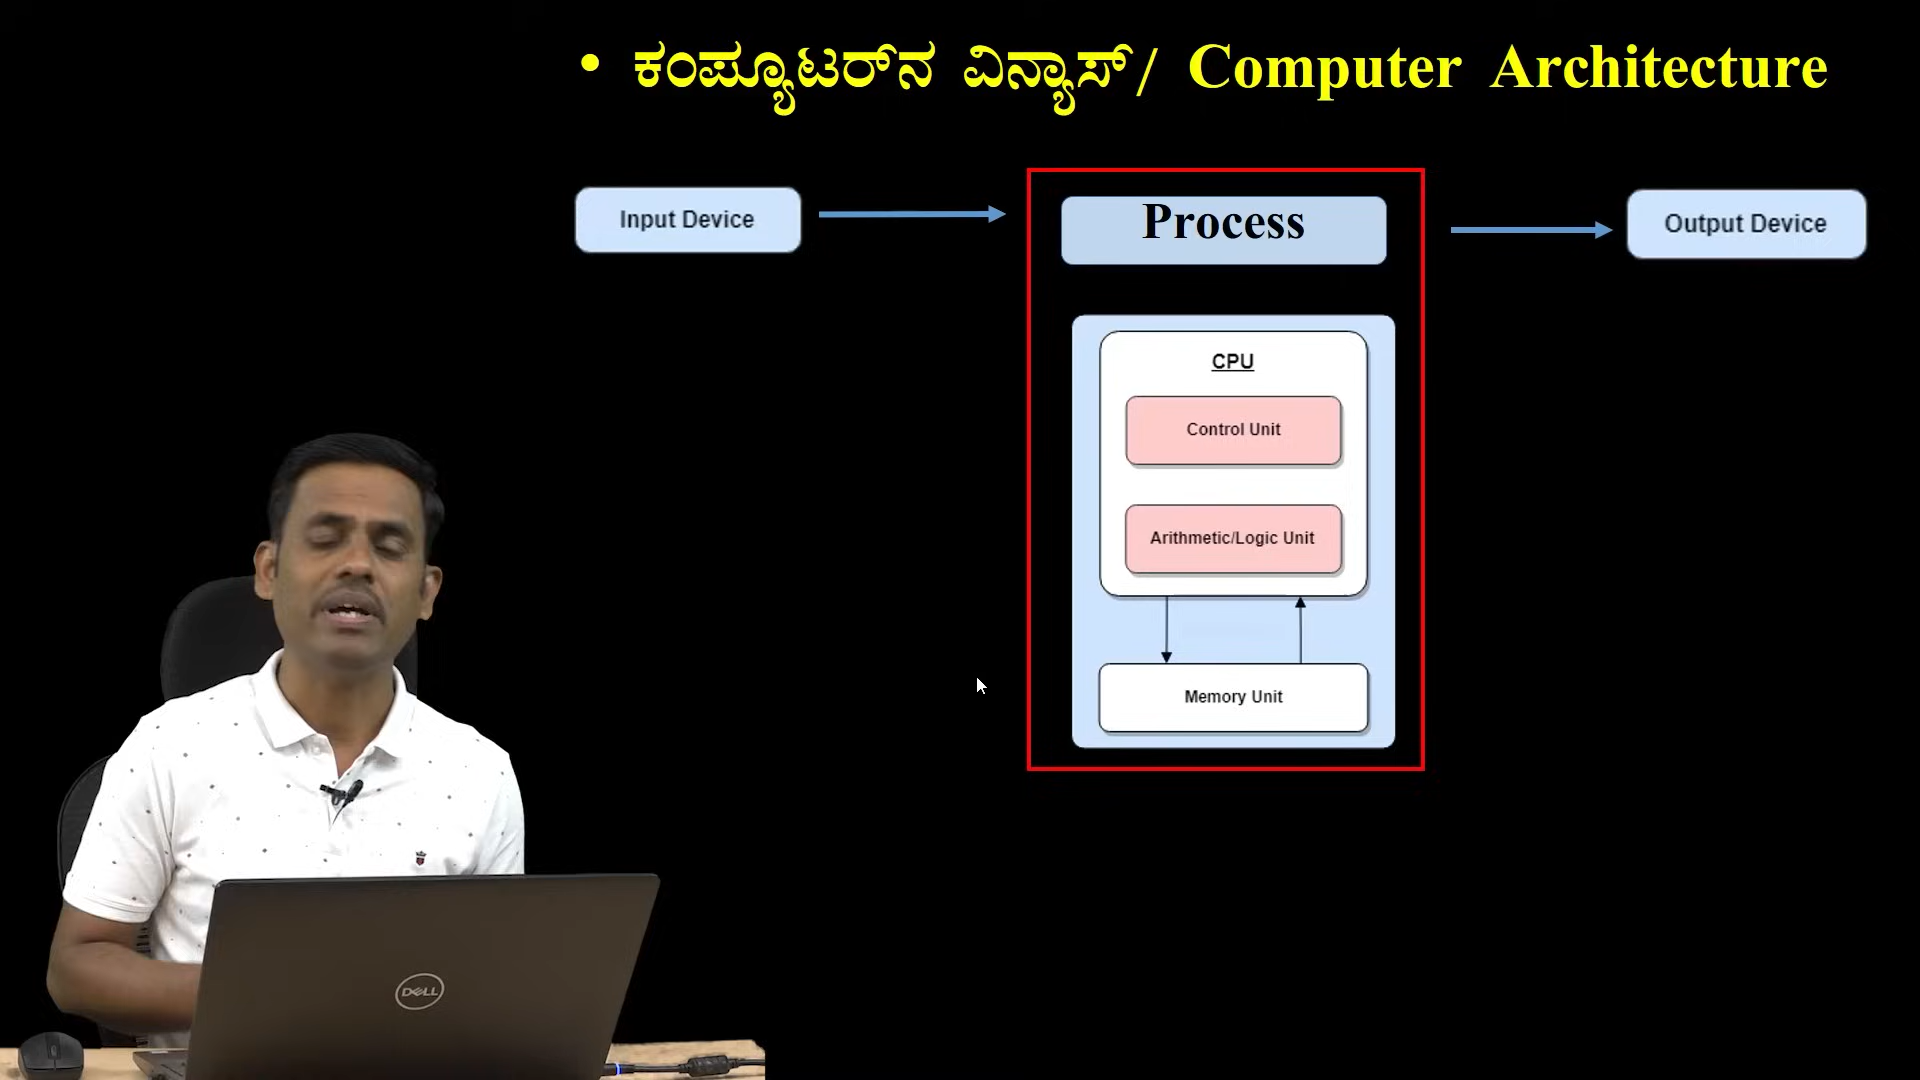 • ಕಂಪ್ಯೂಟರ್‌ನ ವಿನ್ಯಾಸ್/ Computer Architecture
Input Device
Process
Output Device
CPU
Control Unit
Arithmetic/Logic Unit
Memory Unit
DELL